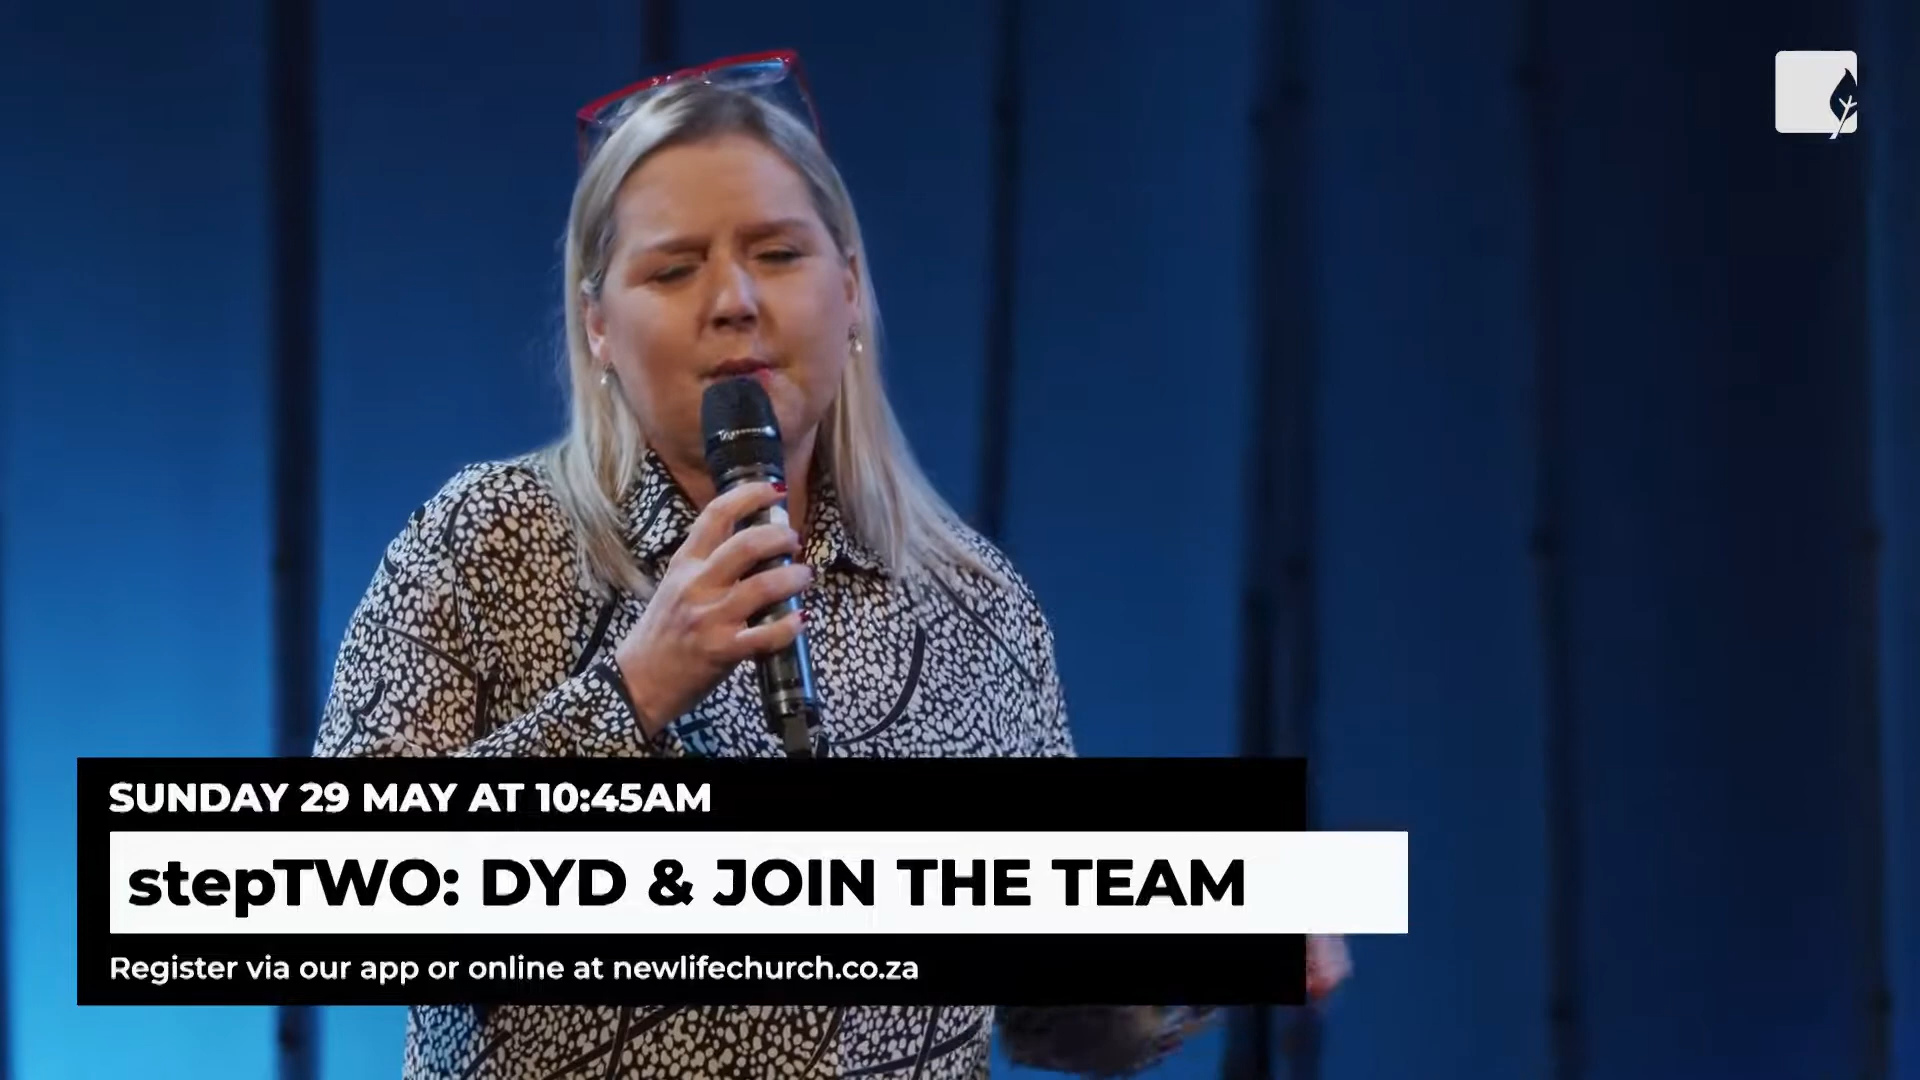 SUNDAY 29 MAY AT 10:45AM
stepTWO: DYD & JOIN THE TEAM
Register via our app or online at newlifechurch.co.za